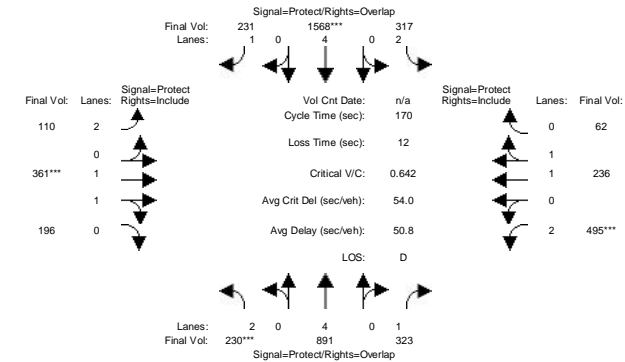 Signal=Protect/Rights=Overlap
Final Vol: 231 1568*** 317
Lanes: 1 0 4 0 2
Signal=Protect
Final Vol: Lanes: Rights=Include
Vol Cnt Date: n/a
Signal=Protect
Rights=Include Lanes: Final Vol:
Cycle Time (sec): 170
110 2
0 62
Loss Time (sec): 12
0
1
361*** 1
Critical V/C: 0.642
1 236
1
Avg Crit Del (sec/veh): 54.0
0
196 0
Avg Delay (sec/veh): 50.8
2 495***
LOS: D
Lanes: 2 0 4 0 1
Final Vol: 230*** 891 323
Signal=Protect/Rights=Overlap